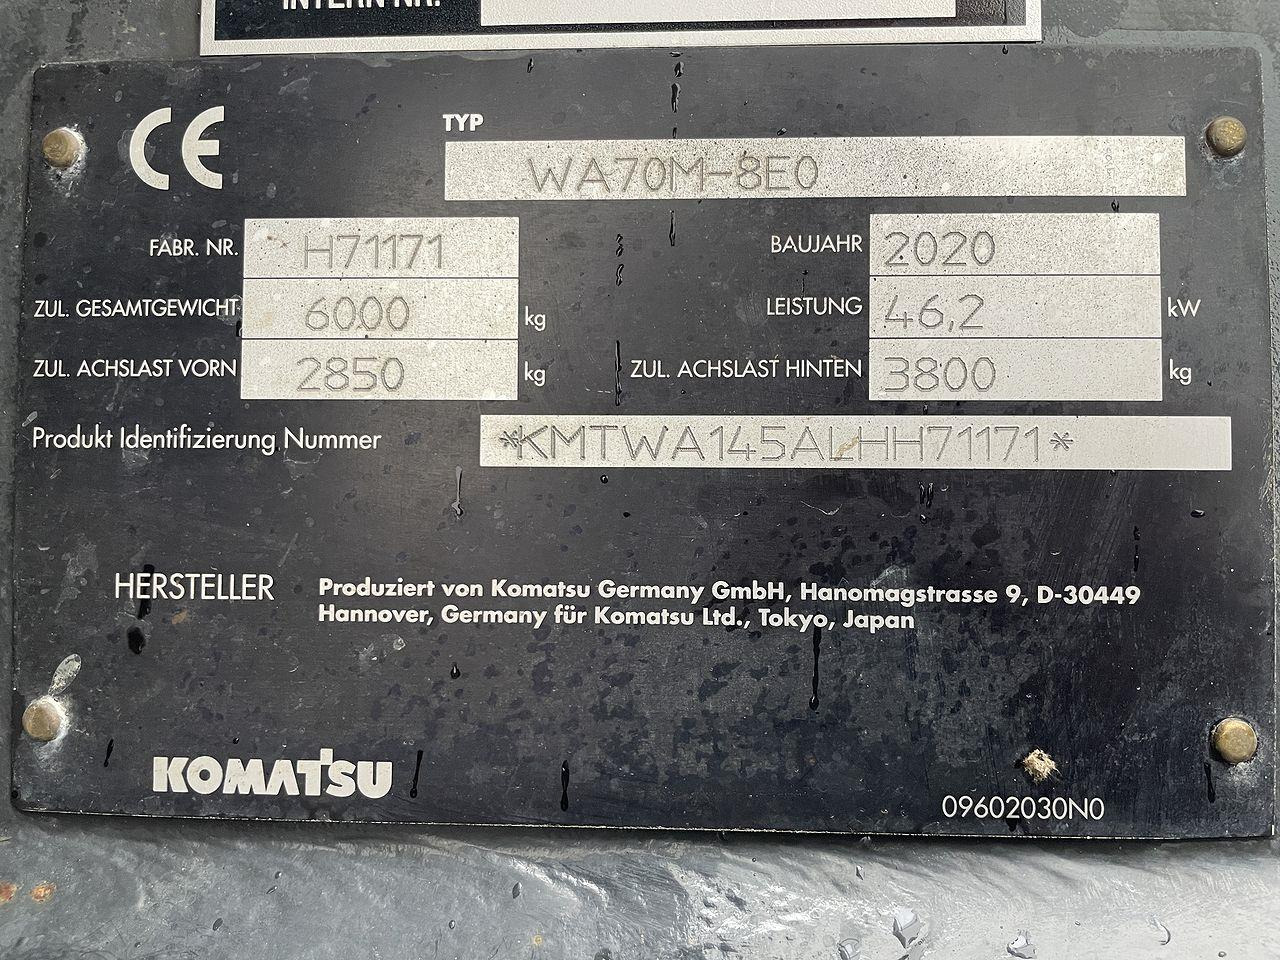 INTERN NR.
CE
TYP
WA70M-8E0
FABR. NR. H71171
BAUJAHR 2020
ZUL. GESAMTGEWICHT 6000 kg
LEISTUNG 46,2 kW
ZUL. ACHSLAST VORN 2850 kg
ZUL. ACHSLAST HINTEN 3800 kg
Produkt Identifizierung Nummer *KMTWA145ALHH71171*
HERSTELLER
Produziert von Komatsu Germany GmbH, Hanomagstrasse 9, D-30449
Hannover, Germany für Komatsu Ltd., Tokyo, Japan
KOMATSU
09602030N0